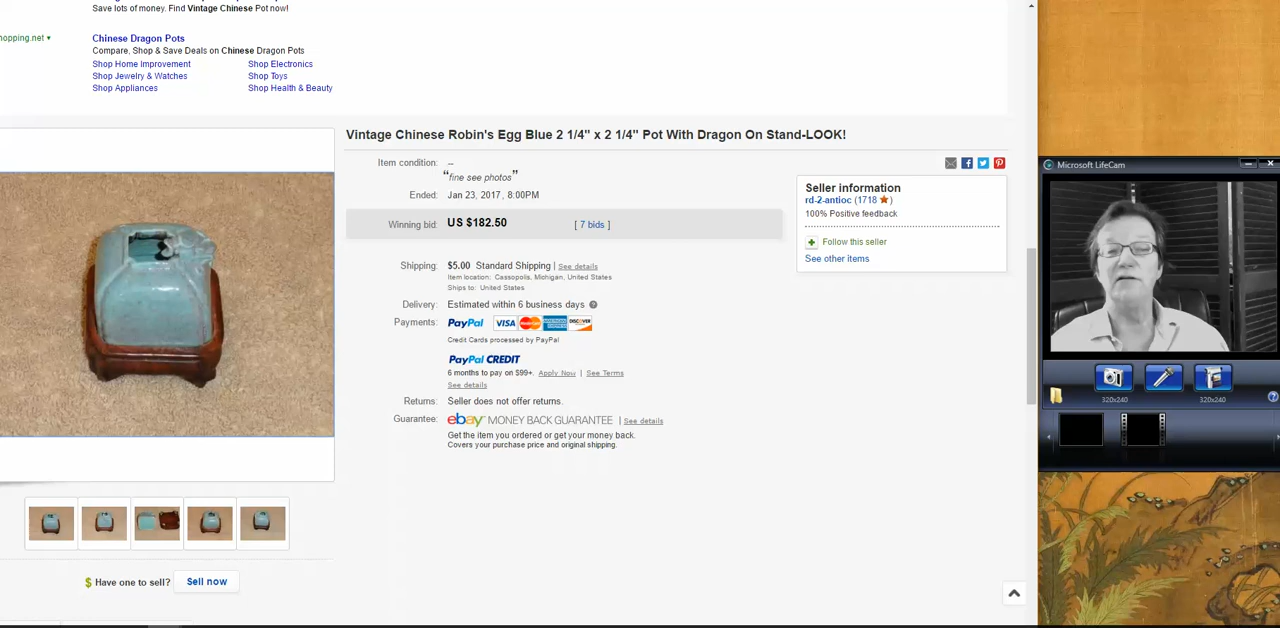 Save lots of money. Find Vintage Chinese Pot now!
hopping.net ▾
Chinese Dragon Pots
Compare, Shop & Save Deals on Chinese Dragon Pots
Shop Home Improvement Shop Electronics
Shop Jewelry & Watches Shop Toys
Shop Appliances Shop Health & Beauty
Vintage Chinese Robin's Egg Blue 2 1/4" x 2 1/4" Pot With Dragon On Stand-LOOK!
Item condition: --
“fine see photos”
Ended: Jan 23, 2017 , 8:00PM
Winning bid: US $182.50 [ 7 bids ]
Shipping: $5.00 Standard Shipping | See details
Item location: Cassopolis, Michigan, United States
Ships to: United States
Delivery: Estimated within 6 business days ?
Payments: PayPal VISA MasterCard DISCOVER
Credit Cards processed by PayPal
PayPal CREDIT
6 months to pay on $99+. Apply Now | See Terms
See details
Returns: Seller does not offer returns.
Guarantee: ebay MONEY BACK GUARANTEE | See details
Get the item you ordered or get your money back.
Covers your purchase price and original shipping.
Seller information
rd-2-antioc (1718 ★ )
100% Positive feedback
+ Follow this seller
See other items
$ Have one to sell? Sell now
Microsoft LifeCam
320x240 320x240
?